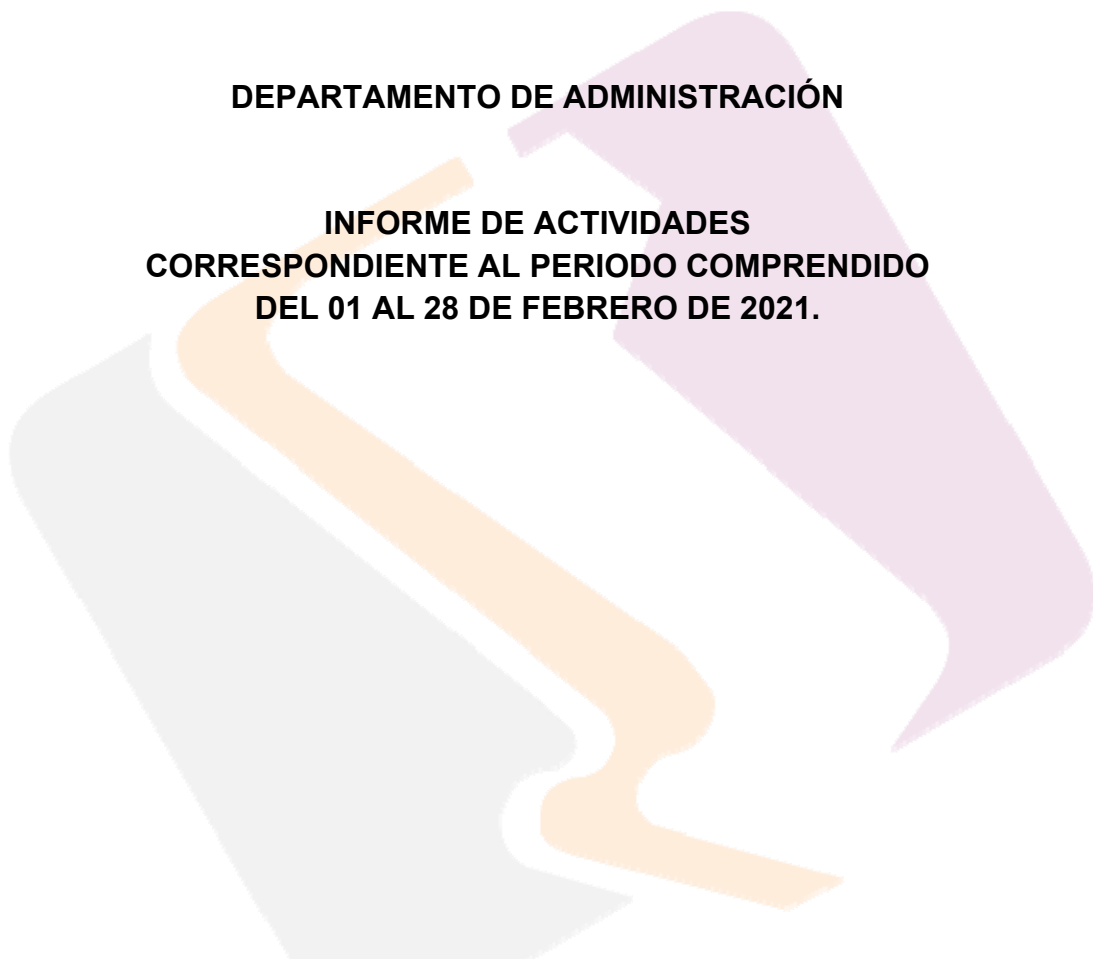 DEPARTAMENTO DE ADMINISTRACIÓN
INFORME DE ACTIVIDADES
CORRESPONDIENTE AL PERIODO COMPRENDIDO
DEL 01 AL 28 DE FEBRERO DE 2021.